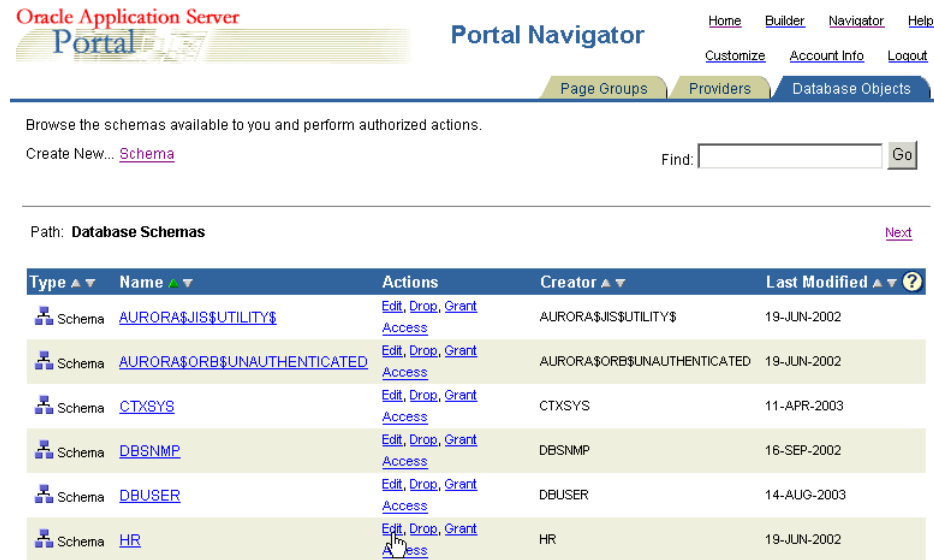 Oracle Application Server
Portal
Portal Navigator
Home Builder Navigator Help
Customize Account Info Logout
Page Groups Providers Database Objects
Browse the schemas available to you and perform authorized actions.
Create New... Schema
Find: Go
Path: Database Schemas
Next
Type Name Actions Creator Last Modified ?
Schema AURORA$JIS$UTILITY$ Edit, Drop, Grant Access AURORA$JIS$UTILITY$ 19-JUN-2002
Schema AURORA$ORB$UNAUTHENTICATED Edit, Drop, Grant Access AURORA$ORB$UNAUTHENTICATED 19-JUN-2002
Schema CTXSYS Edit, Drop, Grant Access CTXSYS 11-APR-2003
Schema DBSNMP Edit, Drop, Grant Access DBSNMP 16-SEP-2002
Schema DBUSER Edit, Drop, Grant Access DBUSER 14-AUG-2003
Schema HR Edit, Drop, Grant Access HR 19-JUN-2002